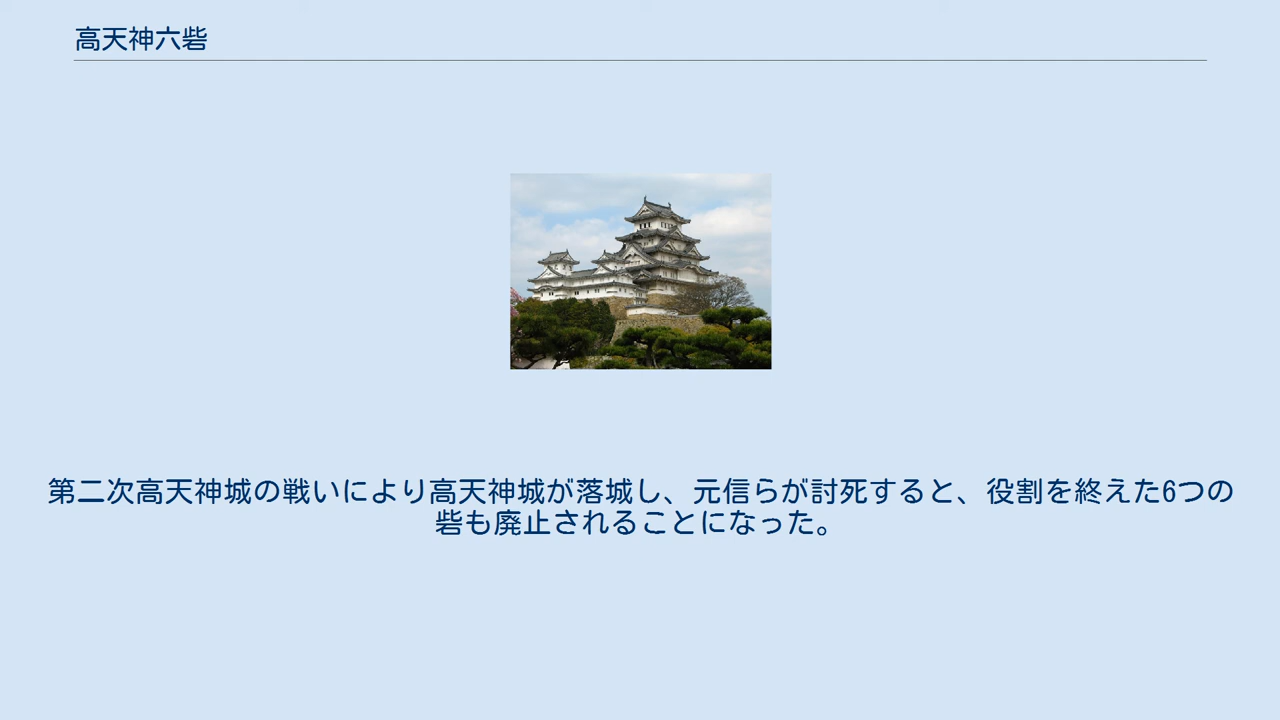 高天神六砦
第二次高天神城の戦いにより高天神城が落城し、元信らが討死すると、役割を終えた6つの
砦も廃止されることになった。